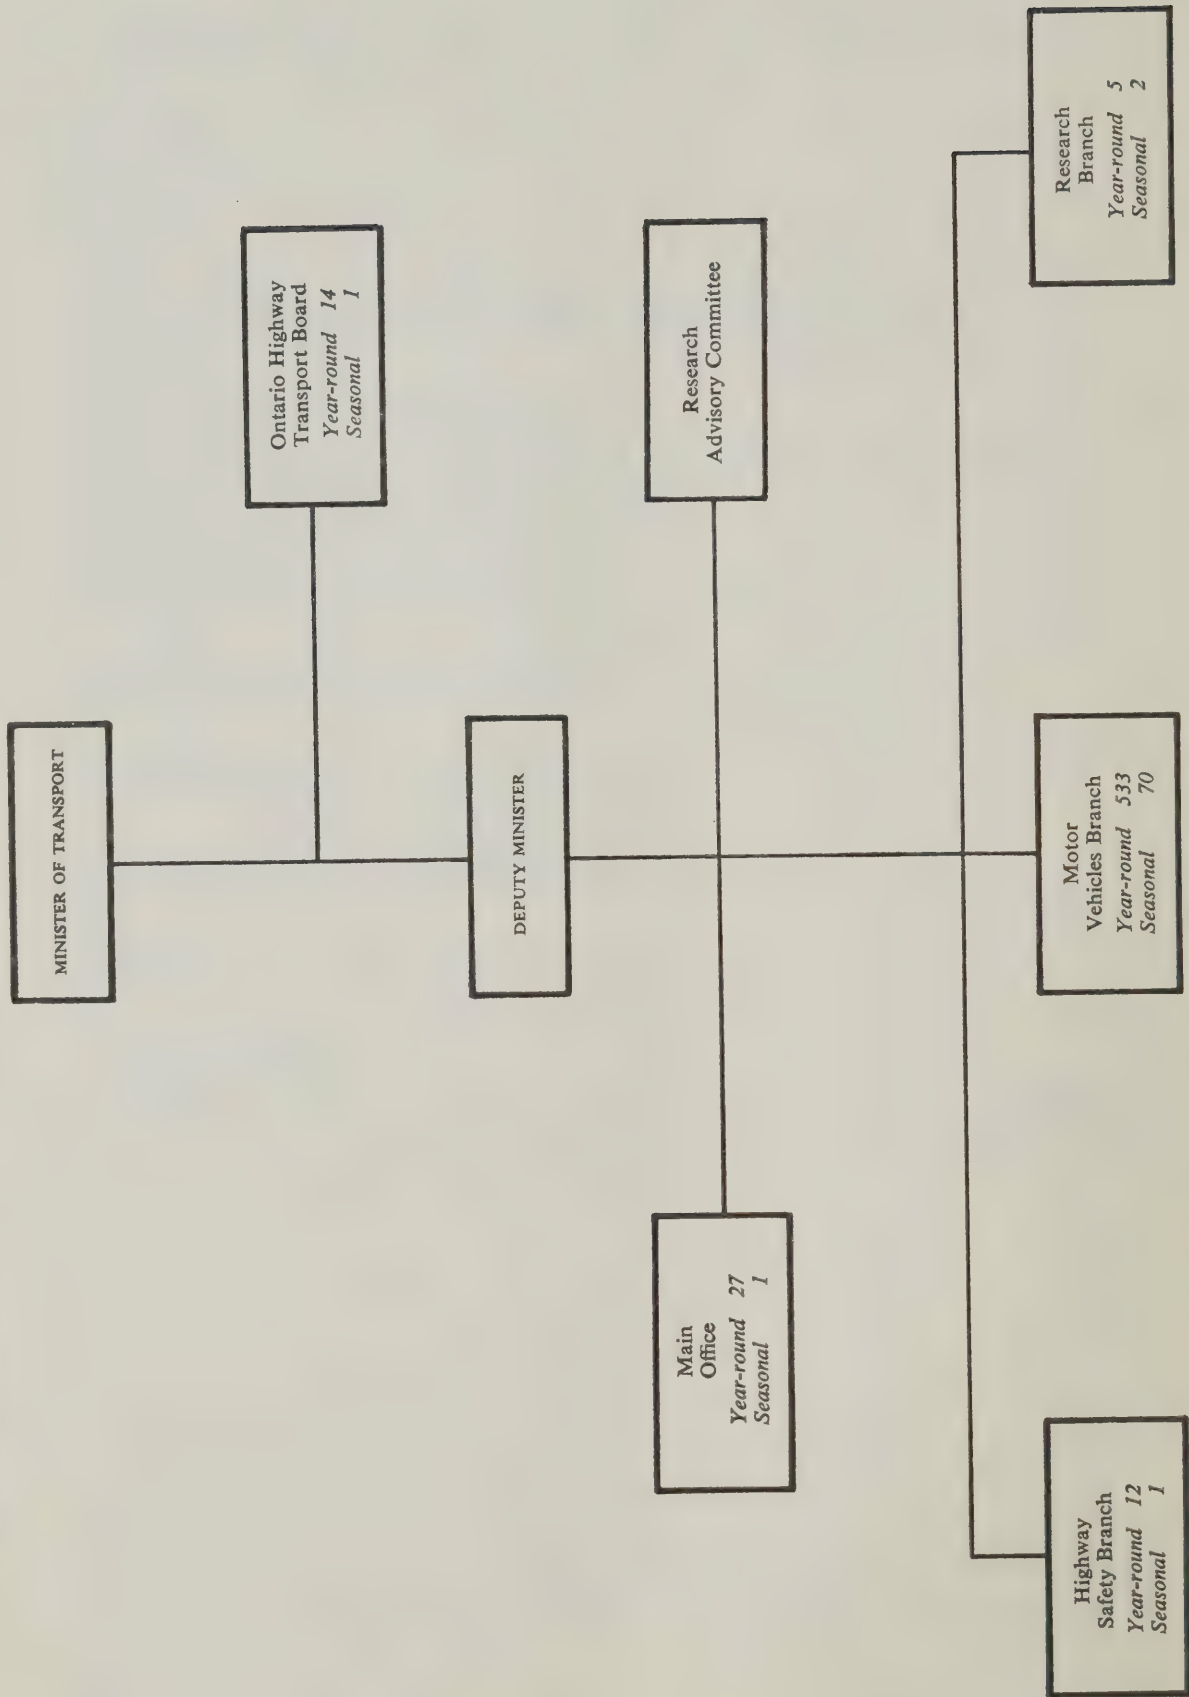 MINISTER OF TRANSPORT
Ontario Highway
Transport Board
Year-round 14
Seasonal 1
DEPUTY MINISTER
Main
Office
Year-round 27
Seasonal 1
Research
Advisory Committee
Highway
Safety Branch
Year-round 12
Seasonal 1
Motor
Vehicles Branch
Year-round 533
Seasonal 70
Research
Branch
Year-round 5
Seasonal 2